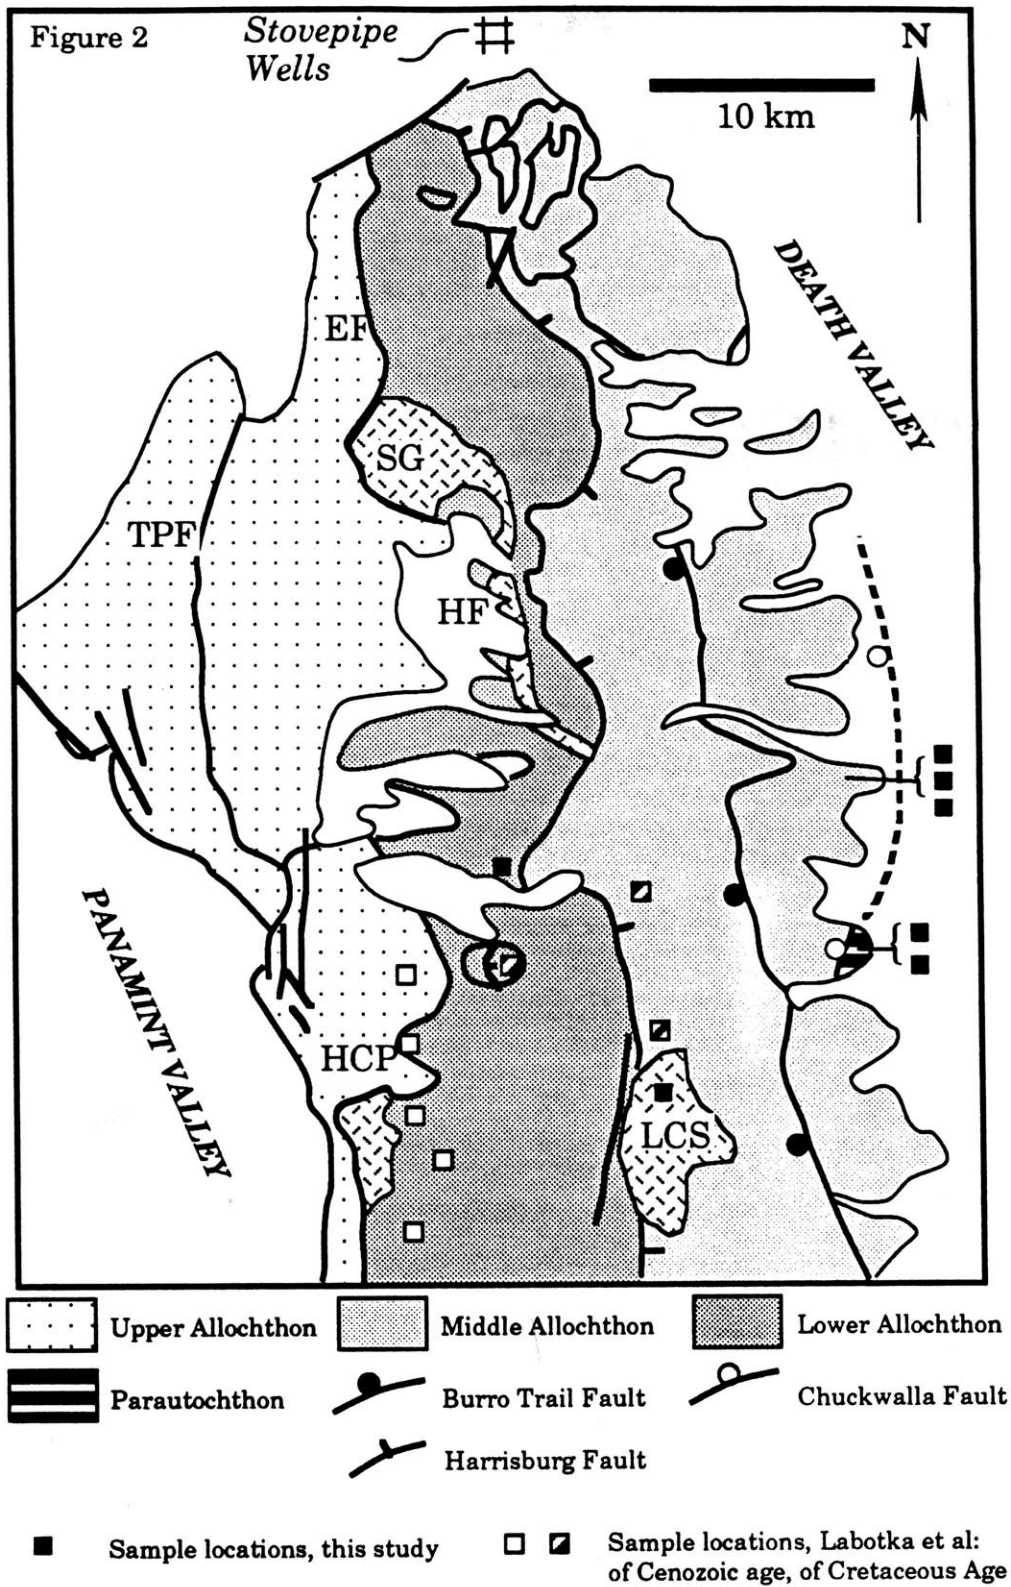 Figure 2
Stovepipe
Wells
N
10 km
DEATH VALLEY
EF
SG
TPF
HF
PANAMINT VALLEY
HCP
LCS
Upper Allochthon
Middle Allochthon
Lower Allochthon
Parautochthon
Burro Trail Fault
Chuckwalla Fault
Harrisburg Fault
Sample locations, this study
Sample locations, Labotka et al:
of Cenozoic age, of Cretaceous Age